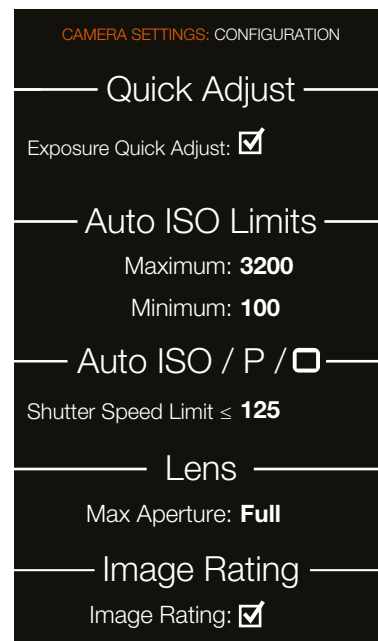 CAMERA SETTINGS: CONFIGURATION
Quick Adjust
Exposure Quick Adjust:
Auto ISO Limits
Maximum: 3200
Minimum: 100
Auto ISO / P /
Shutter Speed Limit ≤ 125
Lens
Max Aperture: Full
Image Rating
Image Rating: